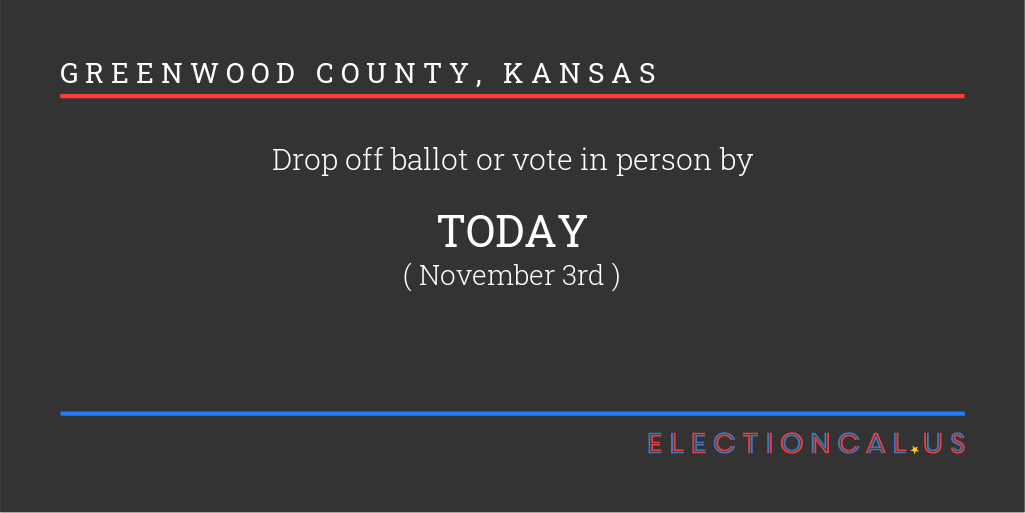 GREENWOOD COUNTY, KANSAS
Drop off ballot or vote in person by
TODAY
( November 3rd )
ELECTIONCAL.US